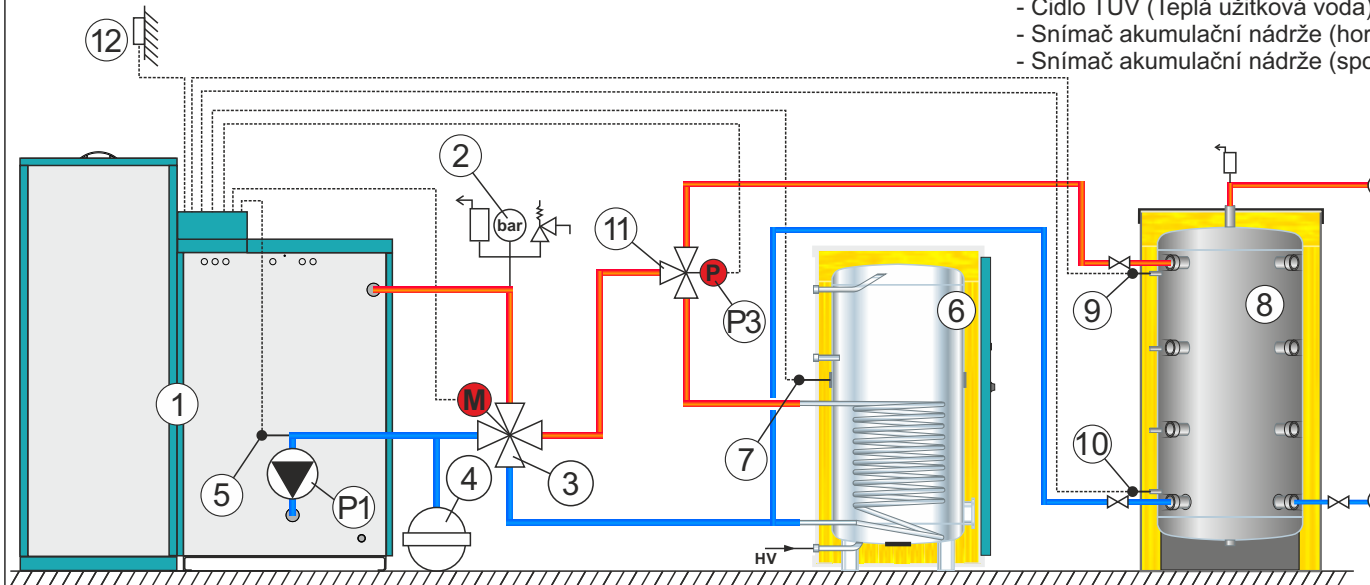 - Čidlo TUV (Teplá užitková voda)
- Snímač akumulační nádrže (hor
- Snímač akumulační nádrže (spo
12
2
bar
11
P
P3
9
6
8
1
M
7
10
5
P1
4
3
HV